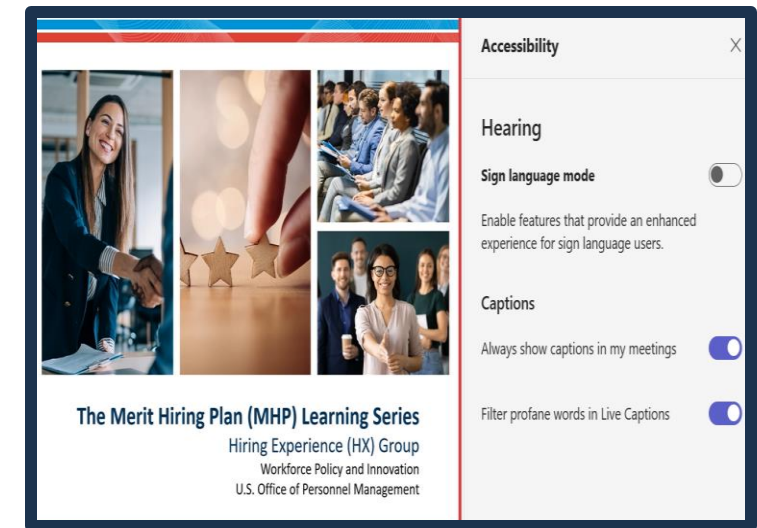 The Merit Hiring Plan (MHP) Learning Series
Hiring Experience (HX) Group
Workforce Policy and Innovation
U.S. Office of Personnel Management
Accessibility
Hearing
Sign language mode
Enable features that provide an enhanced
experience for sign language users.
Captions
Always show captions in my meetings
Filter profane words in Live Captions